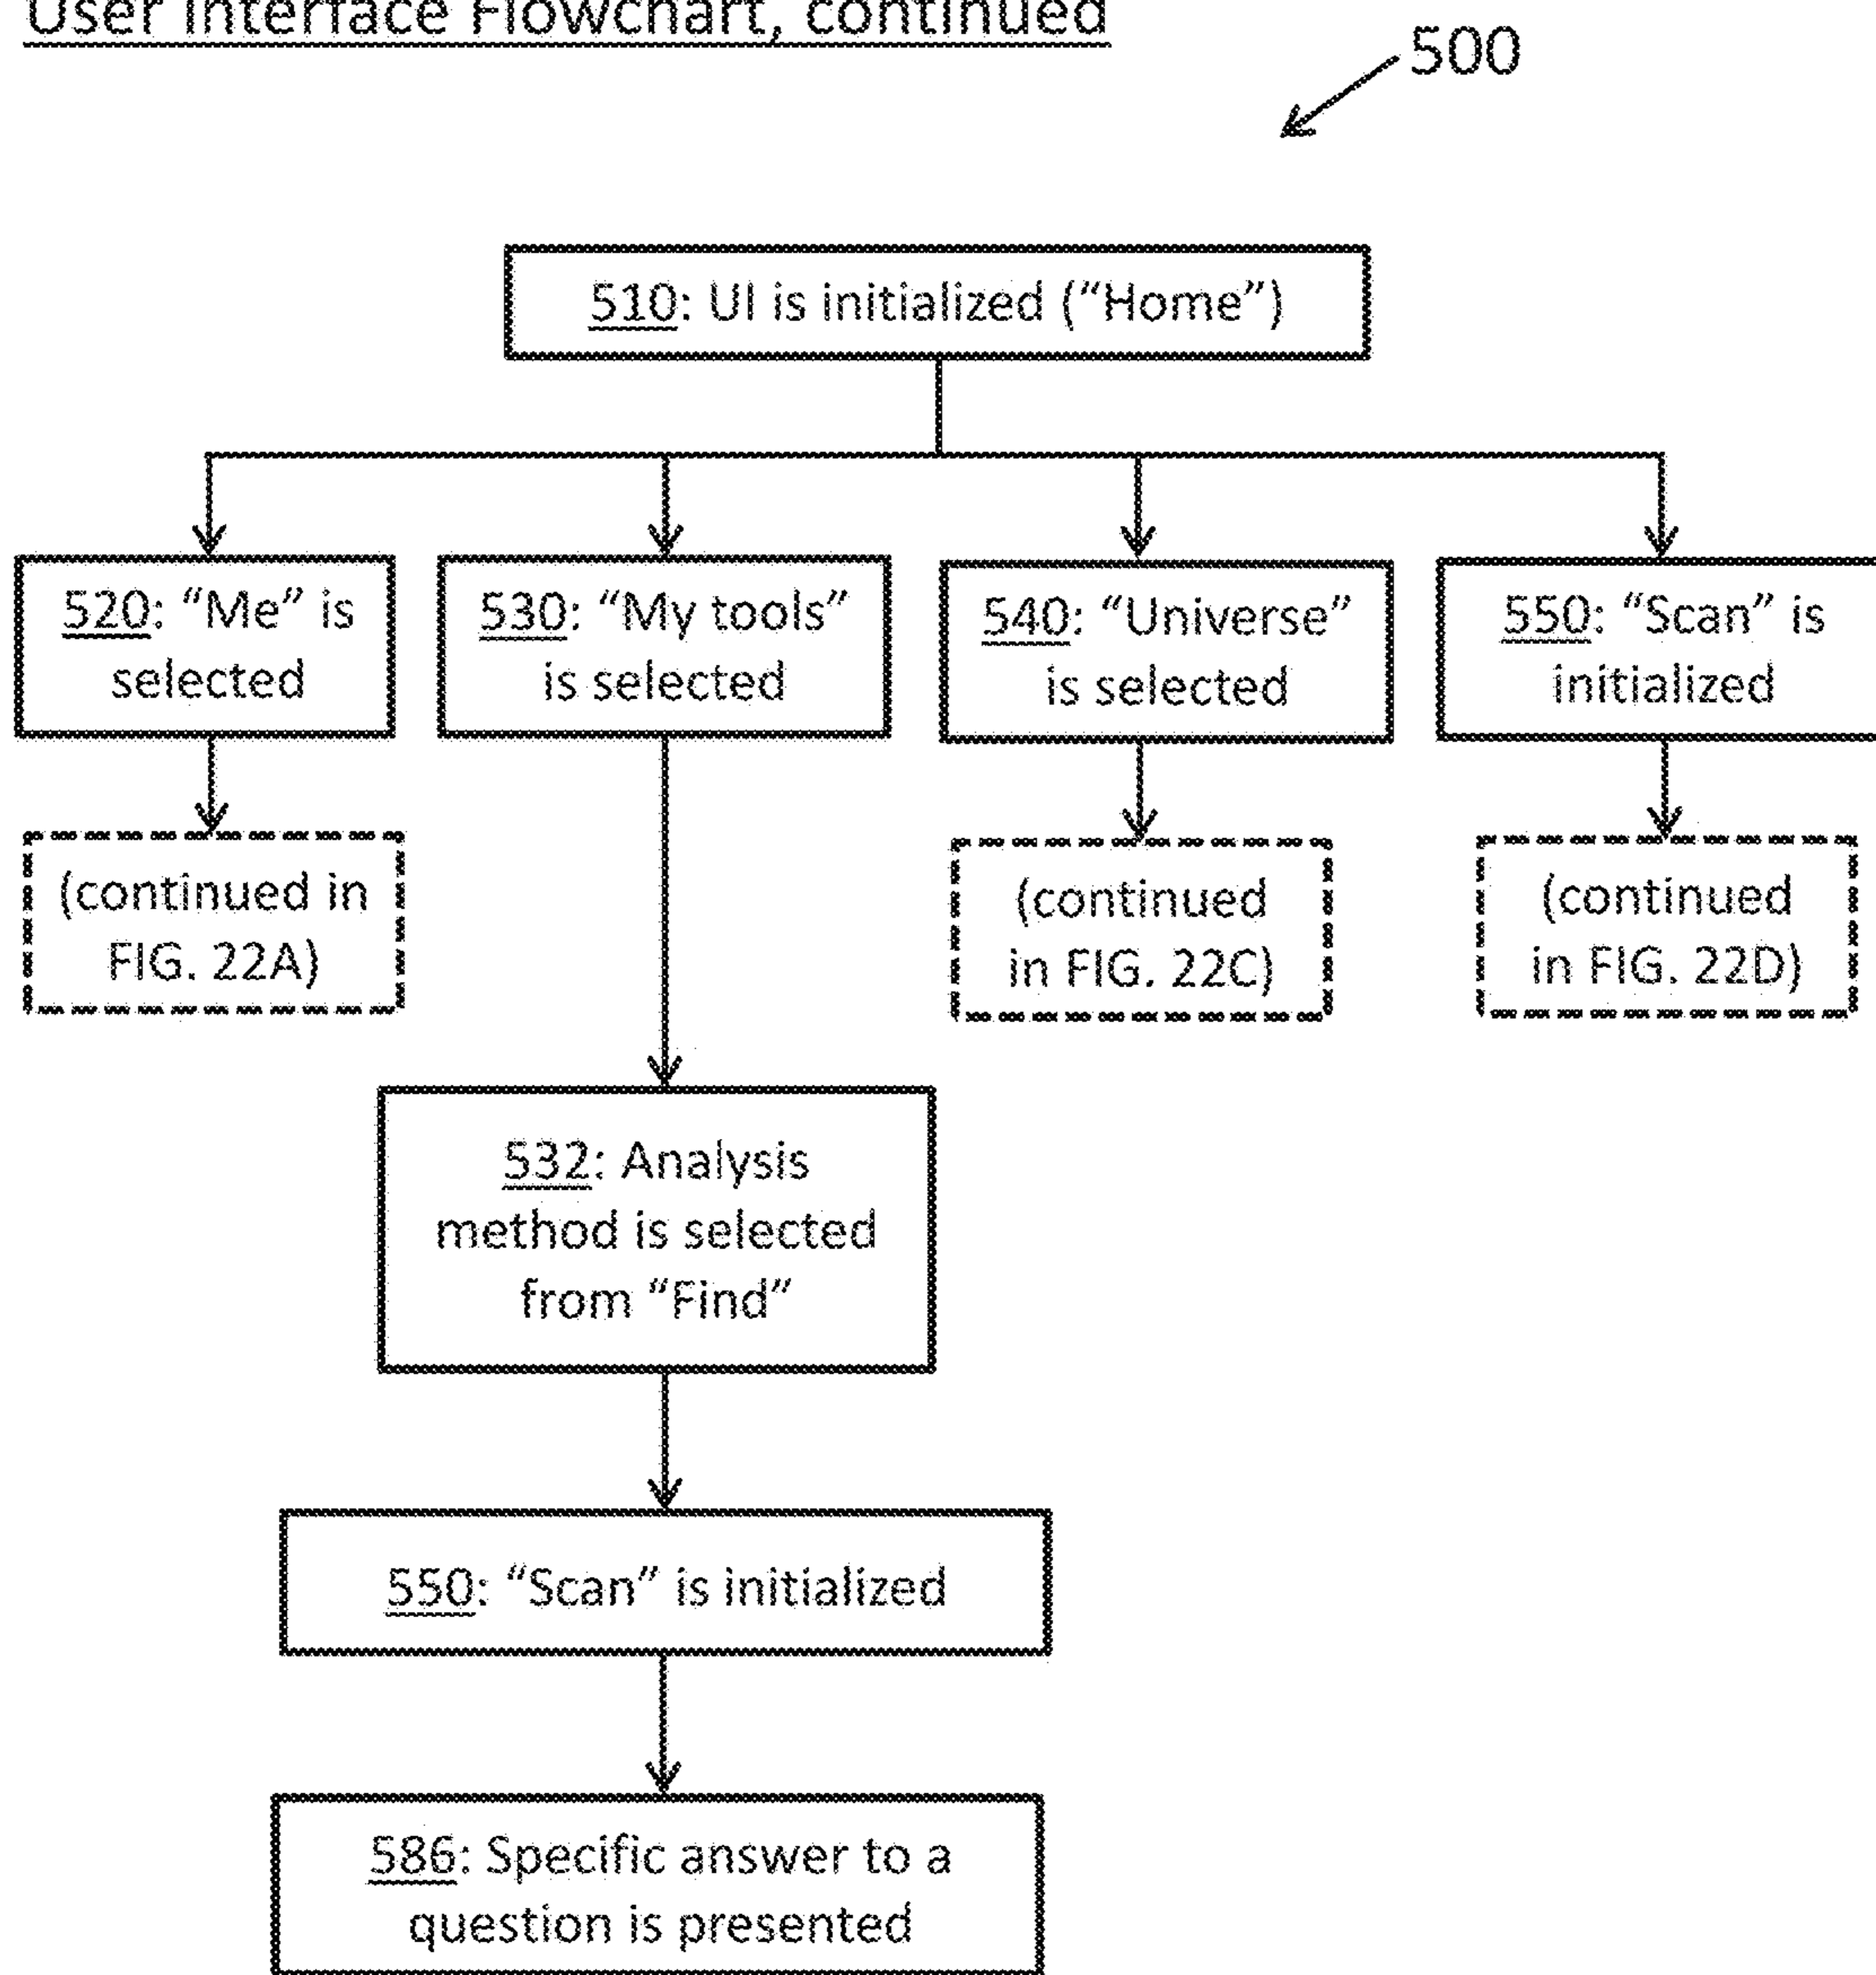 User Interface Flowchart, continued
500
510: UI is initialized (“Home”)
520: “Me” is
selected
530: “My tools”
is selected
540: “Universe”
is selected
550: “Scan” is
initialized
(continued in
FIG. 22A)
(continued
in FIG. 22C)
(continued
in FIG. 22D)
532: Analysis
method is selected
from “Find”
550: “Scan” is initialized
586: Specific answer to a
question is presented